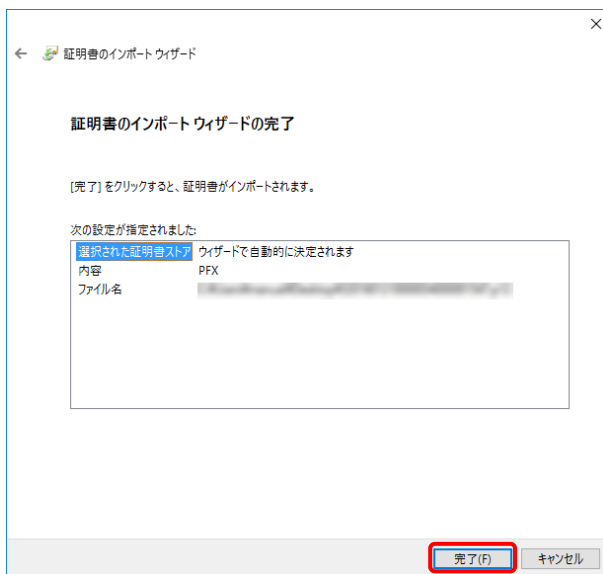 証明書のインポート ウィザード
証明書のインポート ウィザードの完了
[完了] をクリックすると、証明書がインポートされます。
次の設定が指定されました:
選択された証明書ストア ウィザードで自動的に決定されます
内容 PFX
ファイル名
完了(F) キャンセル